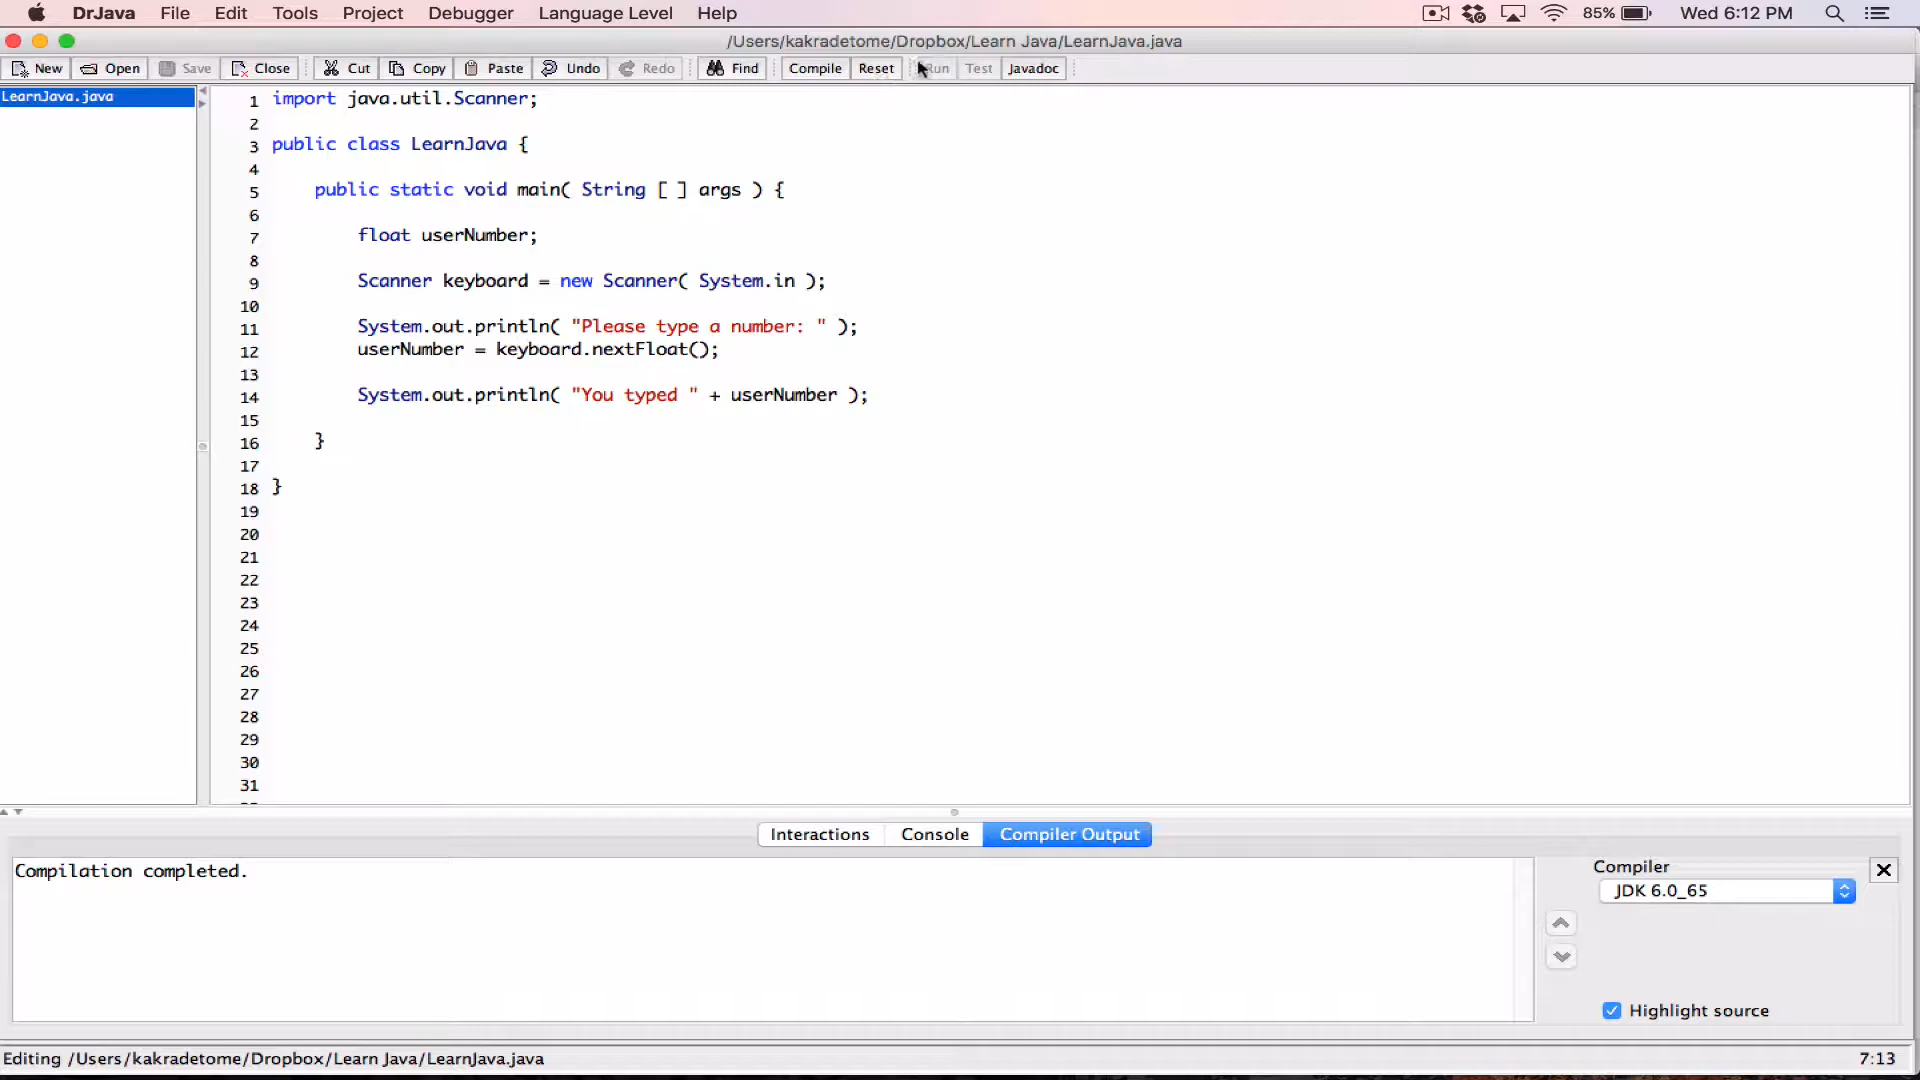 DrJava File Edit Tools Project Debugger Language Level Help 85% Wed 6:12 PM
/Users/kakradetome/Dropbox/Learn Java/LearnJava.java
New Open Save Close Cut Copy Paste Undo Redo Find Compile Reset Run Test Javadoc
LearnJava.java
1 import java.util.Scanner;
2
3 public class LearnJava {
4
5 public static void main( String [ ] args ) {
6
7 float userNumber;
8
9 Scanner keyboard = new Scanner( System.in );
10
11 System.out.println( "Please type a number: " );
12 userNumber = keyboard.nextFloat();
13
14 System.out.println( "You typed " + userNumber );
15
16 }
17
18 }
19
20
21
22
23
24
25
26
27
28
29
30
31
Interactions Console Compiler Output
Compilation completed.
Compiler
JDK 6.0_65
Highlight source
Editing /Users/kakradetome/Dropbox/Learn Java/LearnJava.java 7:13